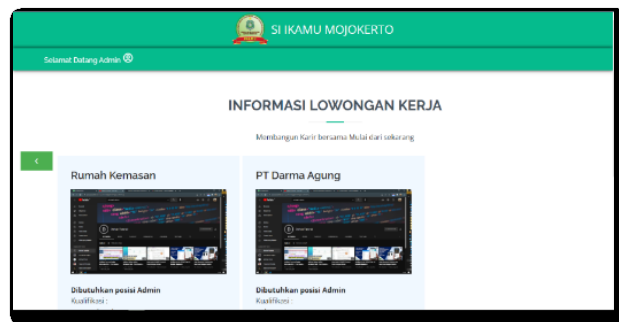 SI IKAMU MOJOKERTO
Selamat Datang Admin
INFORMASI LOWONGAN KERJA
Membangun Karir bersama Mulai dari sekarang
Rumah Kemasan
PT Darma Agung
Dibutuhkan posisi Admin
Kualifikasi :
Dibutuhkan posisi Admin
Kualifikasi :